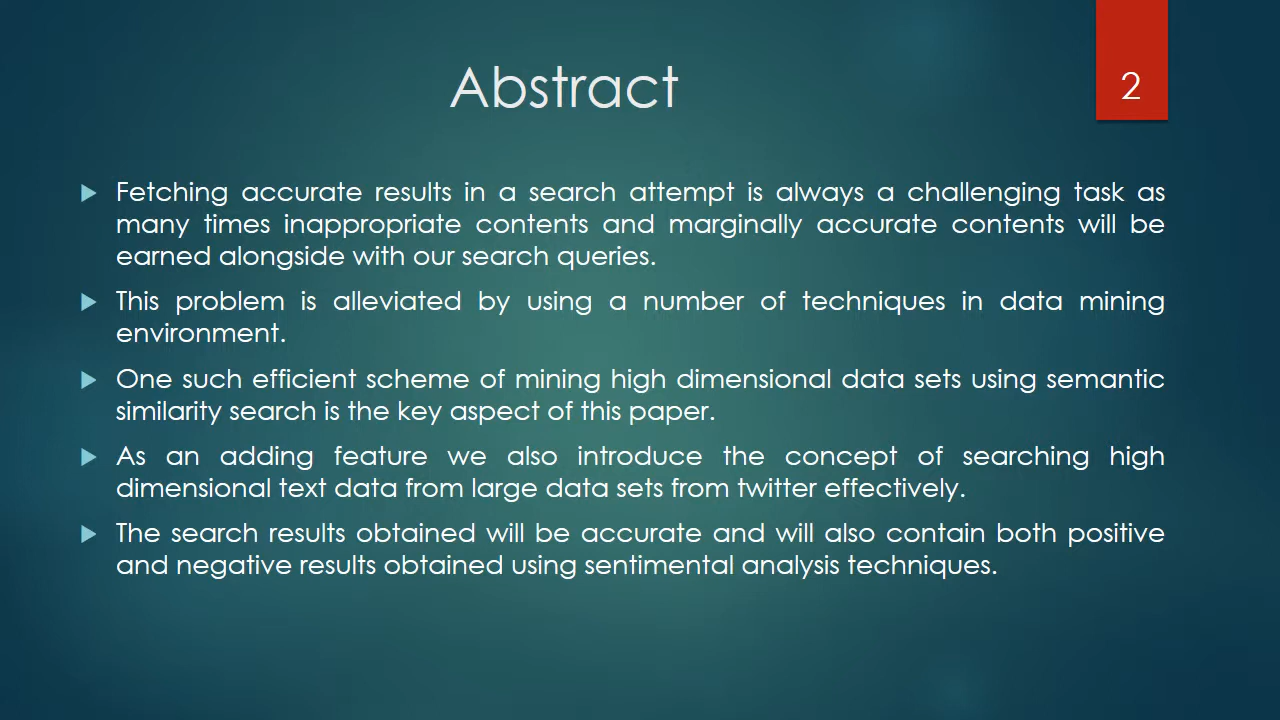 Abstract
2
Fetching accurate results in a search attempt is always a challenging task as
many times inappropriate contents and marginally accurate contents will be
earned alongside with our search queries.
This problem is alleviated by using a number of techniques in data mining
environment.
One such efficient scheme of mining high dimensional data sets using semantic
similarity search is the key aspect of this paper.
As an adding feature we also introduce the concept of searching high
dimensional text data from large data sets from twitter effectively.
The search results obtained will be accurate and will also contain both positive
and negative results obtained using sentimental analysis techniques.